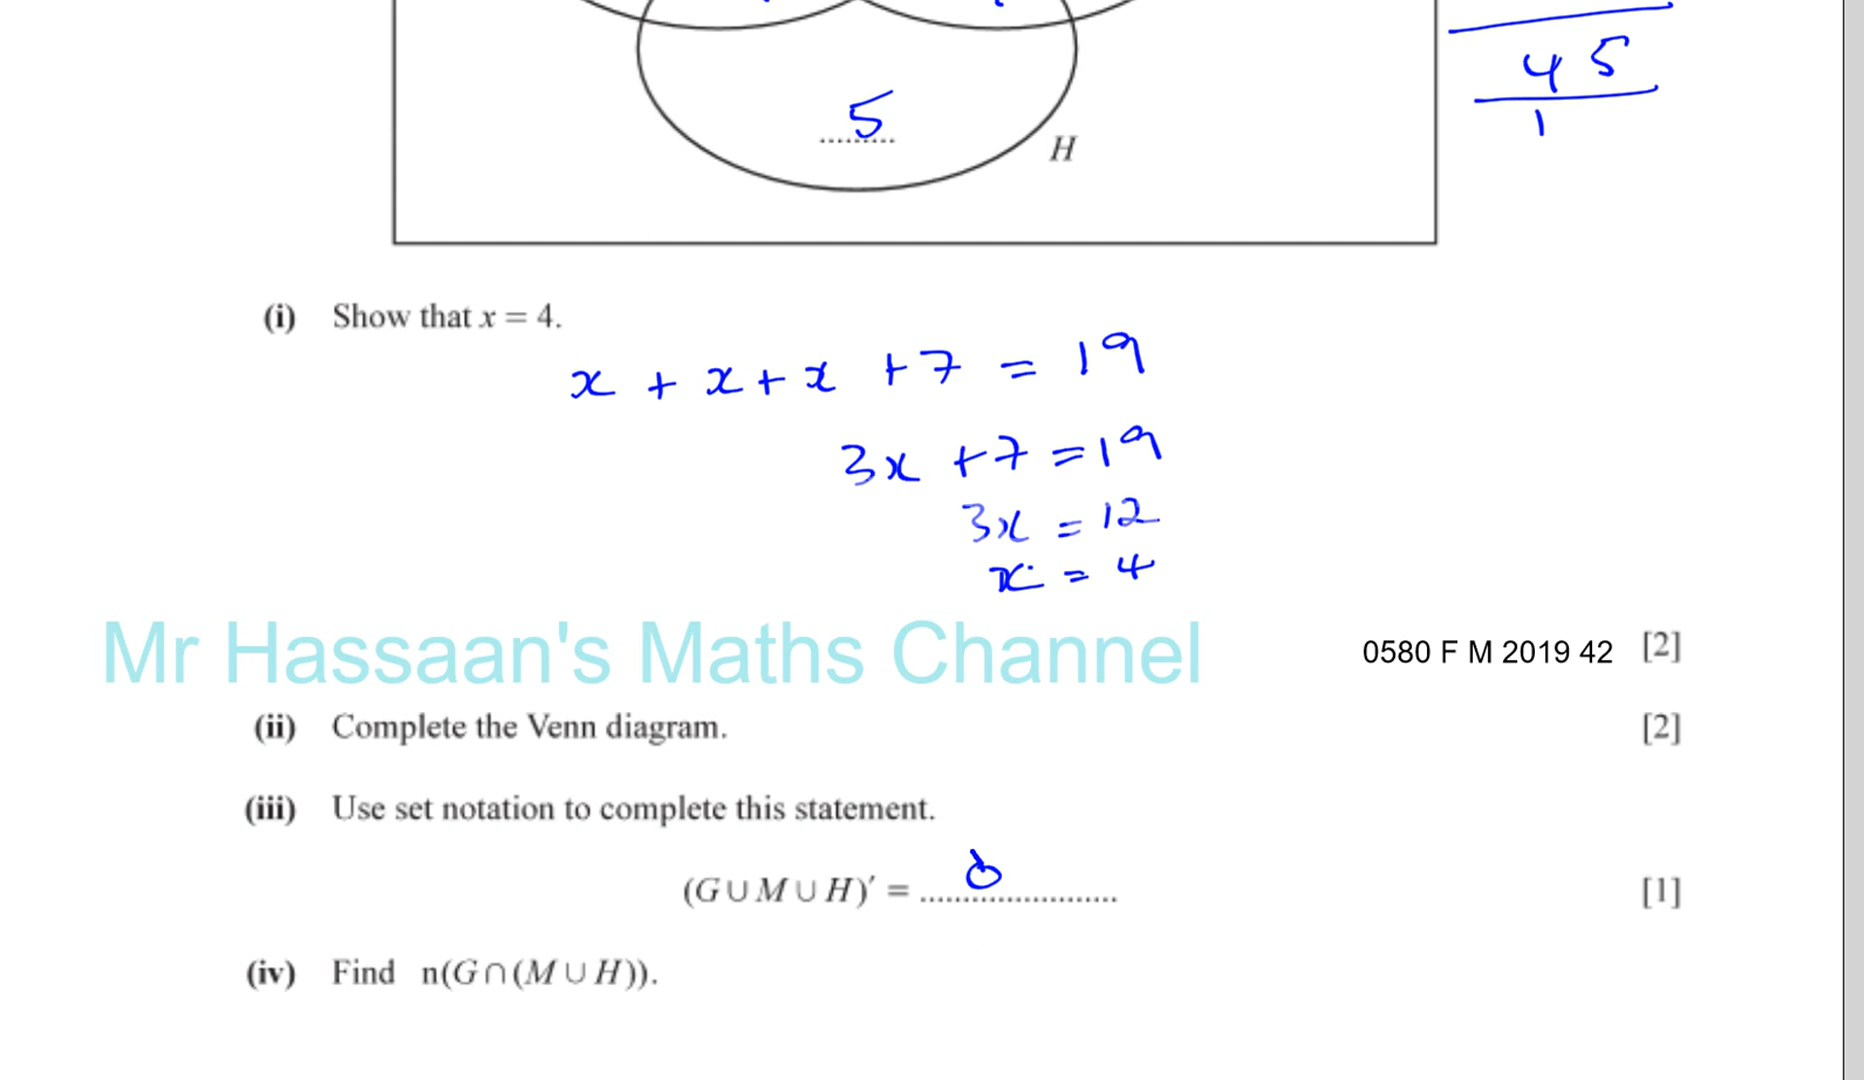 4 5
1
5
H
(i) Show that x = 4.
x + x + x + 7 = 19
3x + 7 = 19
3x = 12
x = 4
Mr Hassaan's Maths Channel
0580 F M 2019 42 [2]
(ii) Complete the Venn diagram. [2]
(iii) Use set notation to complete this statement.
(G ∪ M ∪ H)′ = ........................ [1]
(iv) Find n(G ∩ (M ∪ H)).